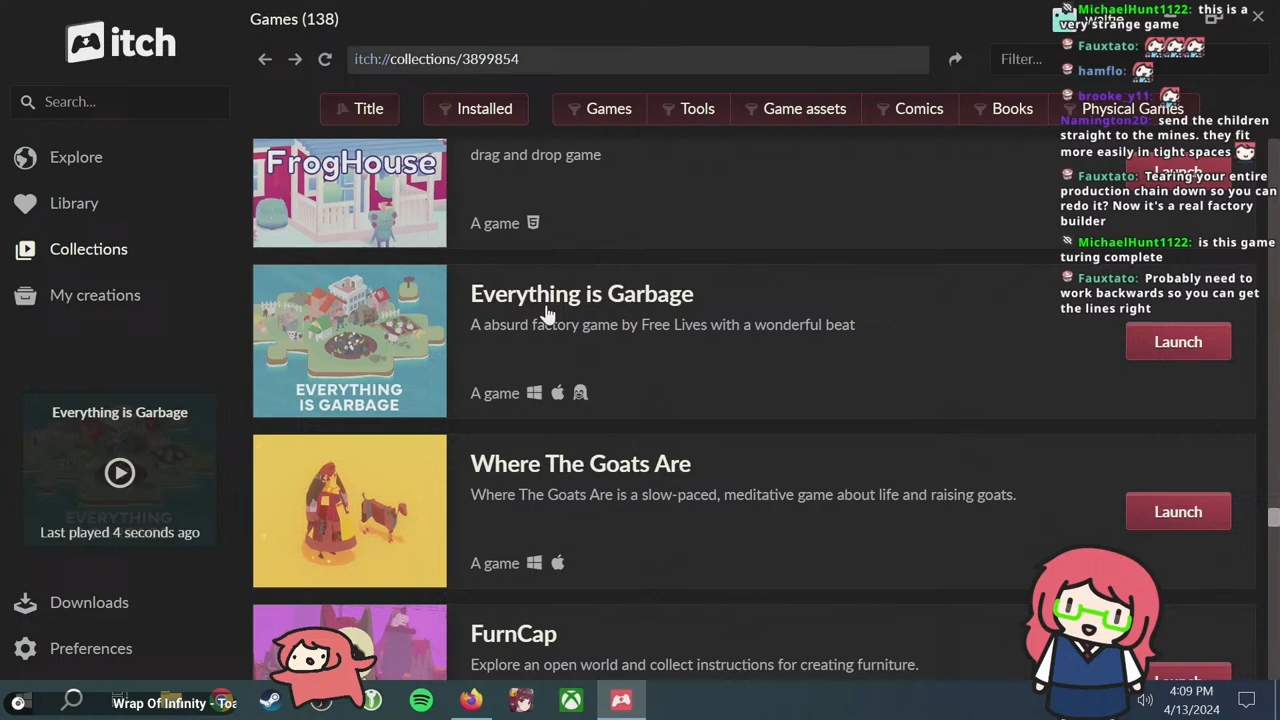 itch
Games (138)
itch://collections/3899854
Filter...
Search...
Title
Installed
Games
Tools
Game assets
Comics
Books
Physical Games
Explore
Library
Collections
My creations
Everything is Garbage
Last played 4 seconds ago
Downloads
Preferences
FrogHouse
drag and drop game
A game
Launch
EVERYTHING
IS GARBAGE
Everything is Garbage
A absurd factory game by Free Lives with a wonderful beat
A game
Launch
Where The Goats Are
Where The Goats Are is a slow-paced, meditative game about life and raising goats.
A game
Launch
FurnCap
Explore an open world and collect instructions for creating furniture.
MichaelHunt1122: this is a
very strange game
Fauxtato:
hamflo:
brooke_y11:
Namington2D: send the children
straight to the mines. they fit
more easily in tight spaces
Fauxtato: Tearing your entire
production chain down so you can
redo it? Now it's a real factory
builder
MichaelHunt1122: is this game
turing complete
Fauxtato: Probably need to
work backwards so you can get
the lines right
Wrap Of Infinity - Toa
4:09 PM
4/13/2024